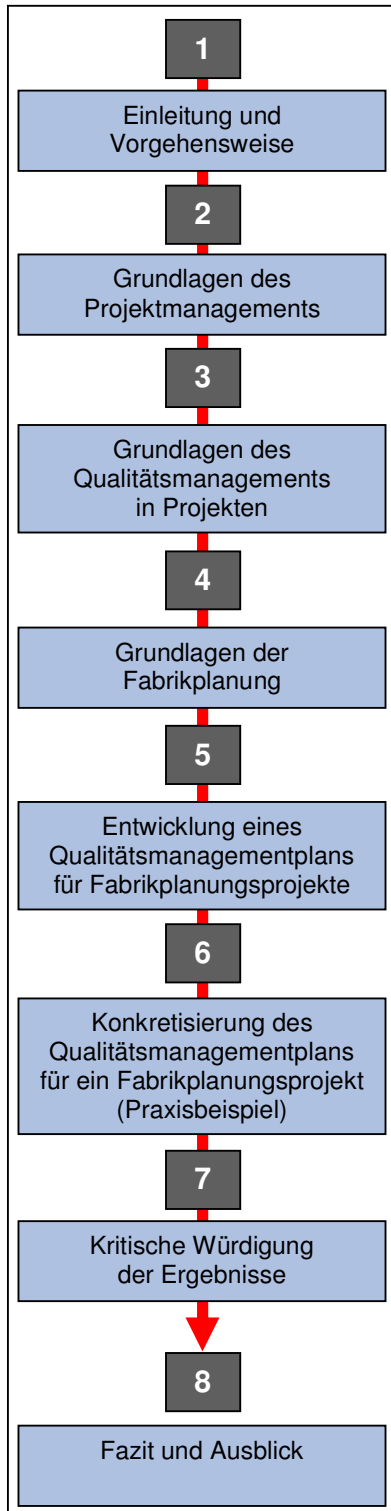 1
Einleitung und
Vorgehensweise
2
Grundlagen des
Projektmanagements
3
Grundlagen des
Qualitätsmanagements
in Projekten
4
Grundlagen der
Fabrikplanung
5
Entwicklung eines
Qualitätsmanagementplans
für Fabrikplanungsprojekte
6
Konkretisierung des
Qualitätsmanagementplans
für ein Fabrikplanungsprojekt
(Praxisbeispiel)
7
Kritische Würdigung
der Ergebnisse
8
Fazit und Ausblick